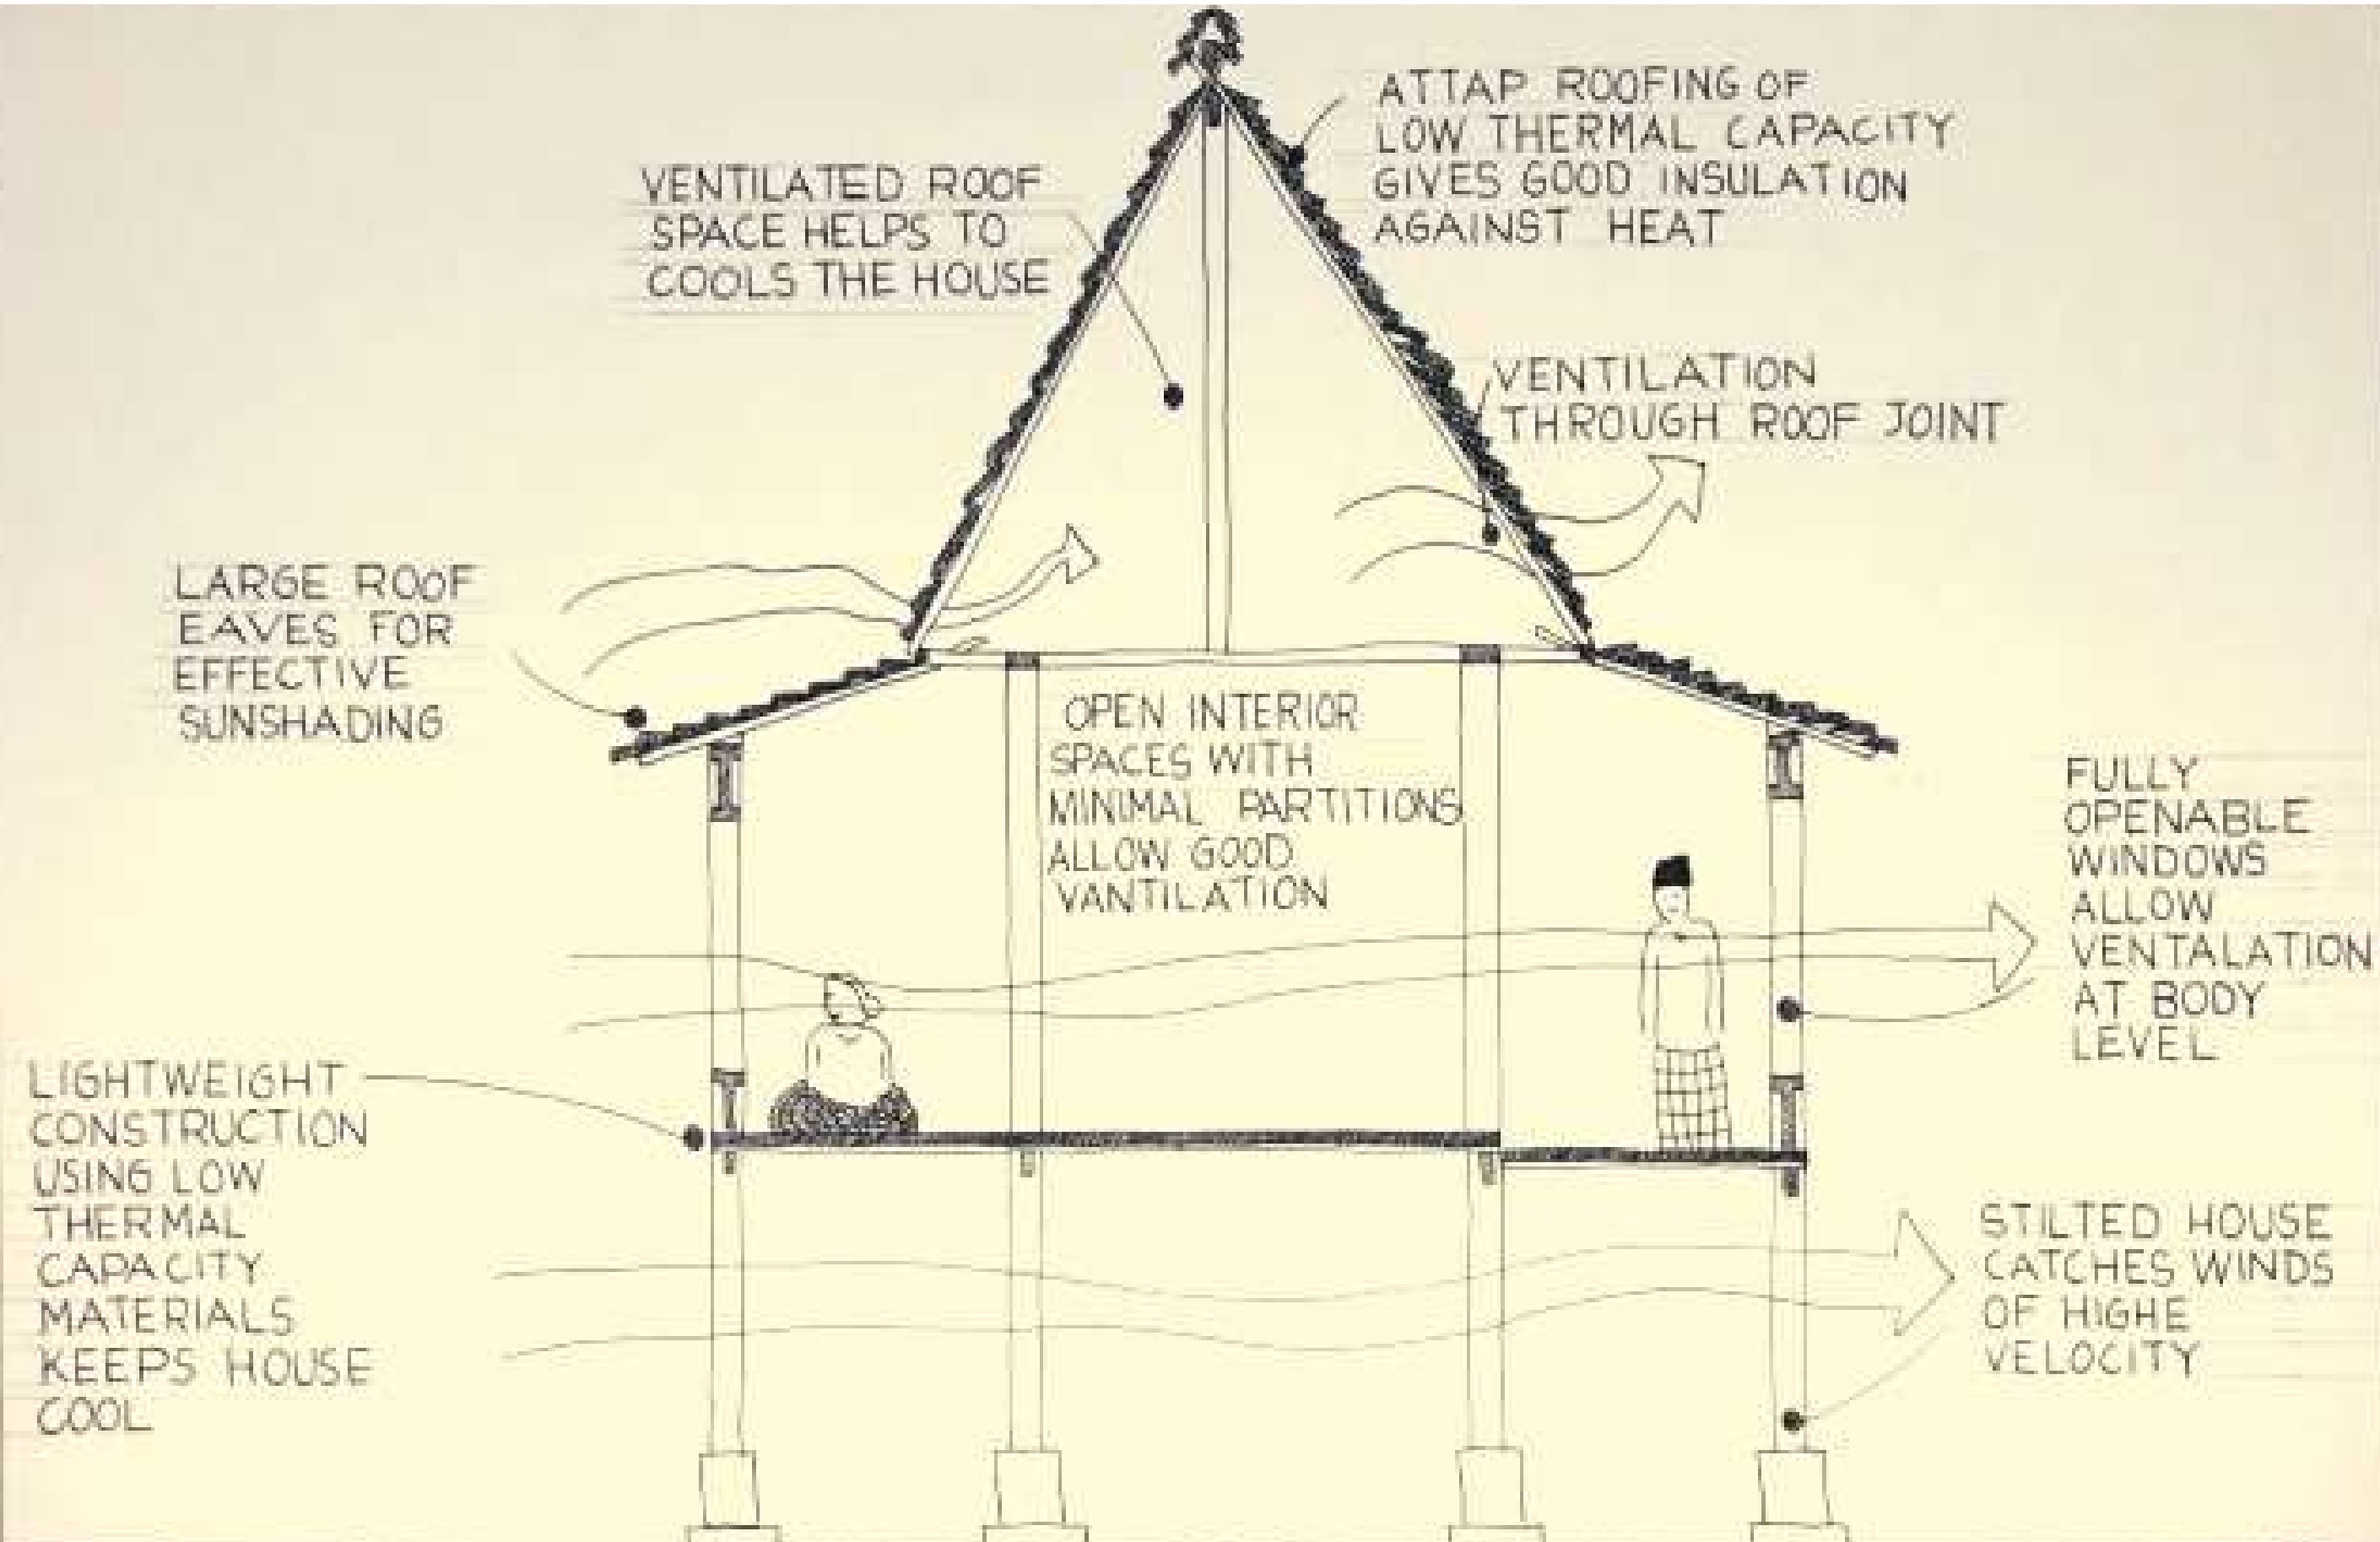 ATTAP ROOFING OF
LOW THERMAL CAPACITY
GIVES GOOD INSULATION
AGAINST HEAT
VENTILATED ROOF
SPACE HELPS TO
COOLS THE HOUSE
VENTILATION
THROUGH ROOF JOINT
LARGE ROOF
EAVES FOR
EFFECTIVE
SUNSHADING
OPEN INTERIOR
SPACES WITH
MINIMAL PARTITIONS
ALLOW GOOD
VANTILATION
FULLY
OPENABLE
WINDOWS
ALLOW
VENTALATION
AT BODY
LEVEL
LIGHTWEIGHT
CONSTRUCTION
USING LOW
THERMAL
CAPACITY
MATERIALS
KEEPS HOUSE
COOL
STILTED HOUSE
CATCHES WINDS
OF HIGHE
VELOCITY